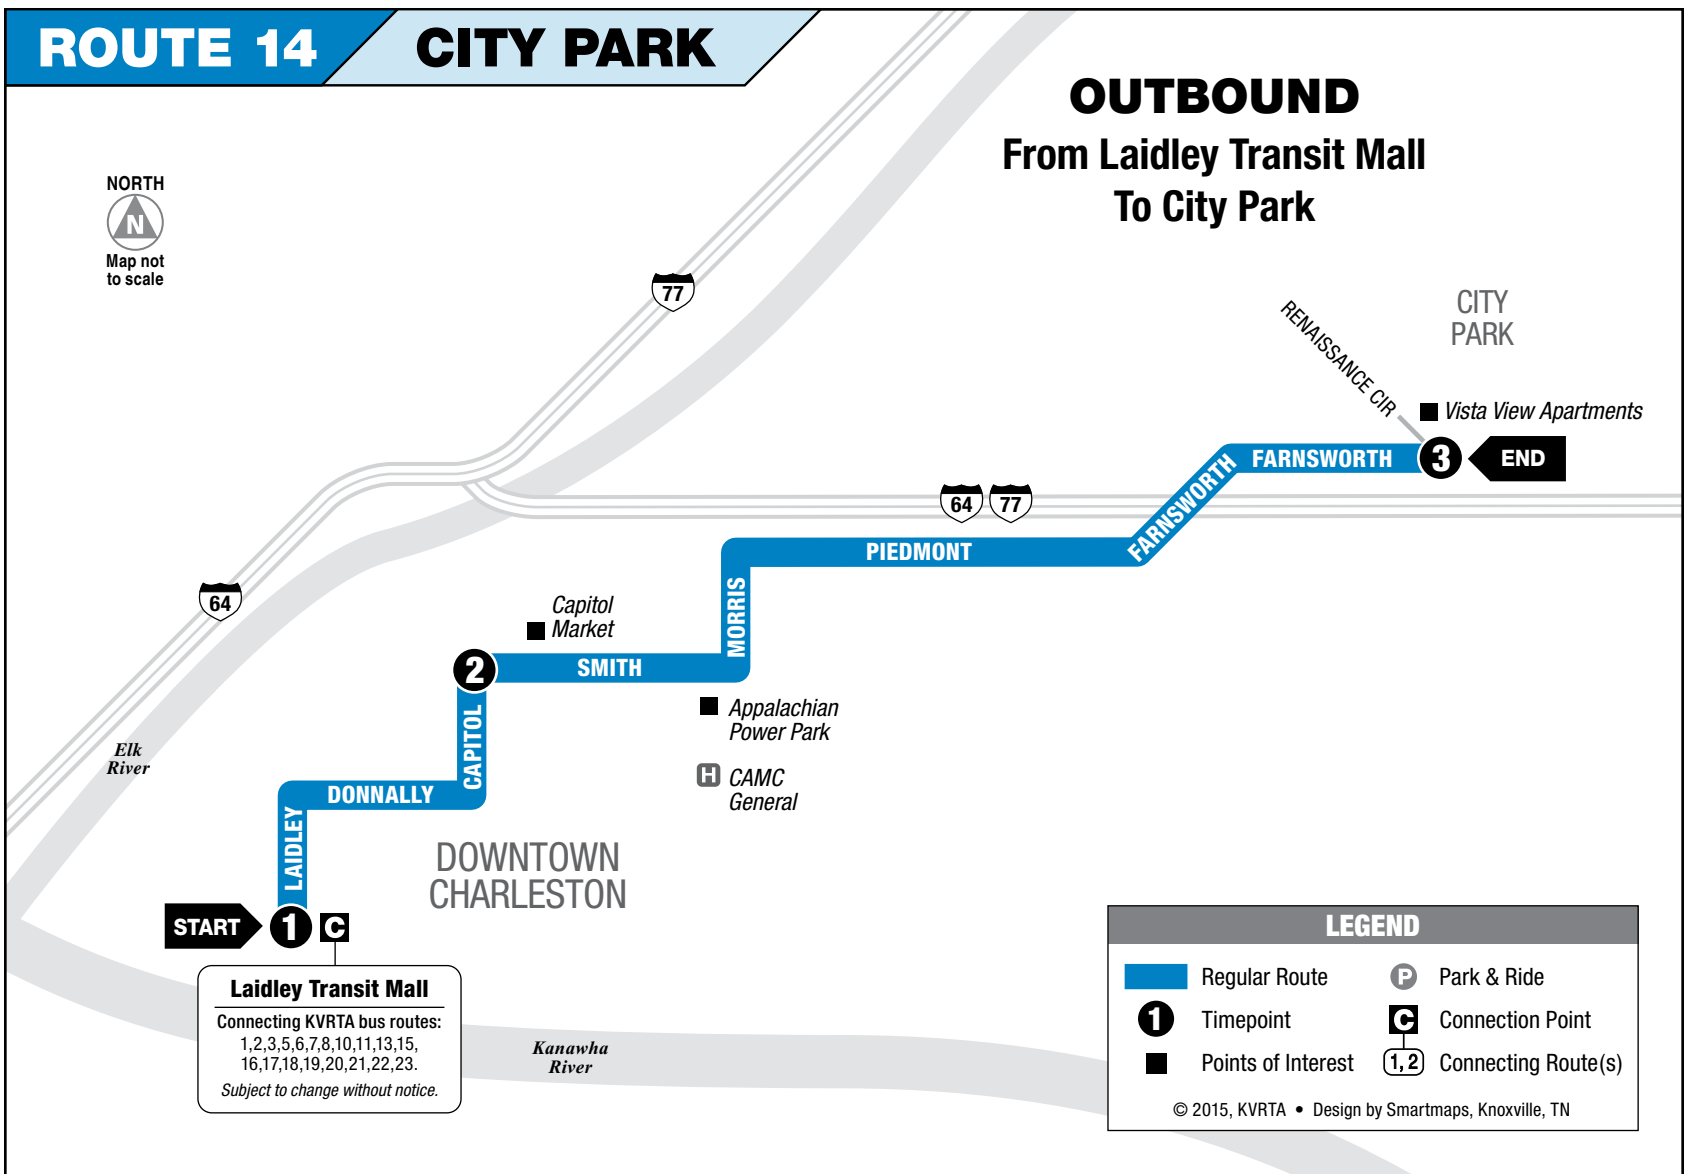 ROUTE 14
CITY PARK
OUTBOUND
From Laidley Transit Mall
To City Park
NORTH
N
Map not
to scale
77
CITY
PARK
RENAISSANCE CIR
Vista View Apartments
FARNSWORTH
3
END
FARNSWORTH
64
77
PIEDMONT
MORRIS
64
Capitol
Market
2
SMITH
Appalachian
Power Park
H
CAMC
General
CAPITOL
Elk
River
DONNALLY
LAIDLEY
DOWNTOWN
CHARLESTON
START
1
C
Laidley Transit Mall
Connecting KVRTA bus routes:
1,2,3,5,6,7,8,10,11,13,15,
16,17,18,19,20,21,22,23.
Subject to change without notice.
Kanawha
River
LEGEND
Regular Route
P
Park & Ride
1
Timepoint
C
Connection Point
Points of Interest
1, 2
Connecting Route(s)
© 2015, KVRTA • Design by Smartmaps, Knoxville, TN